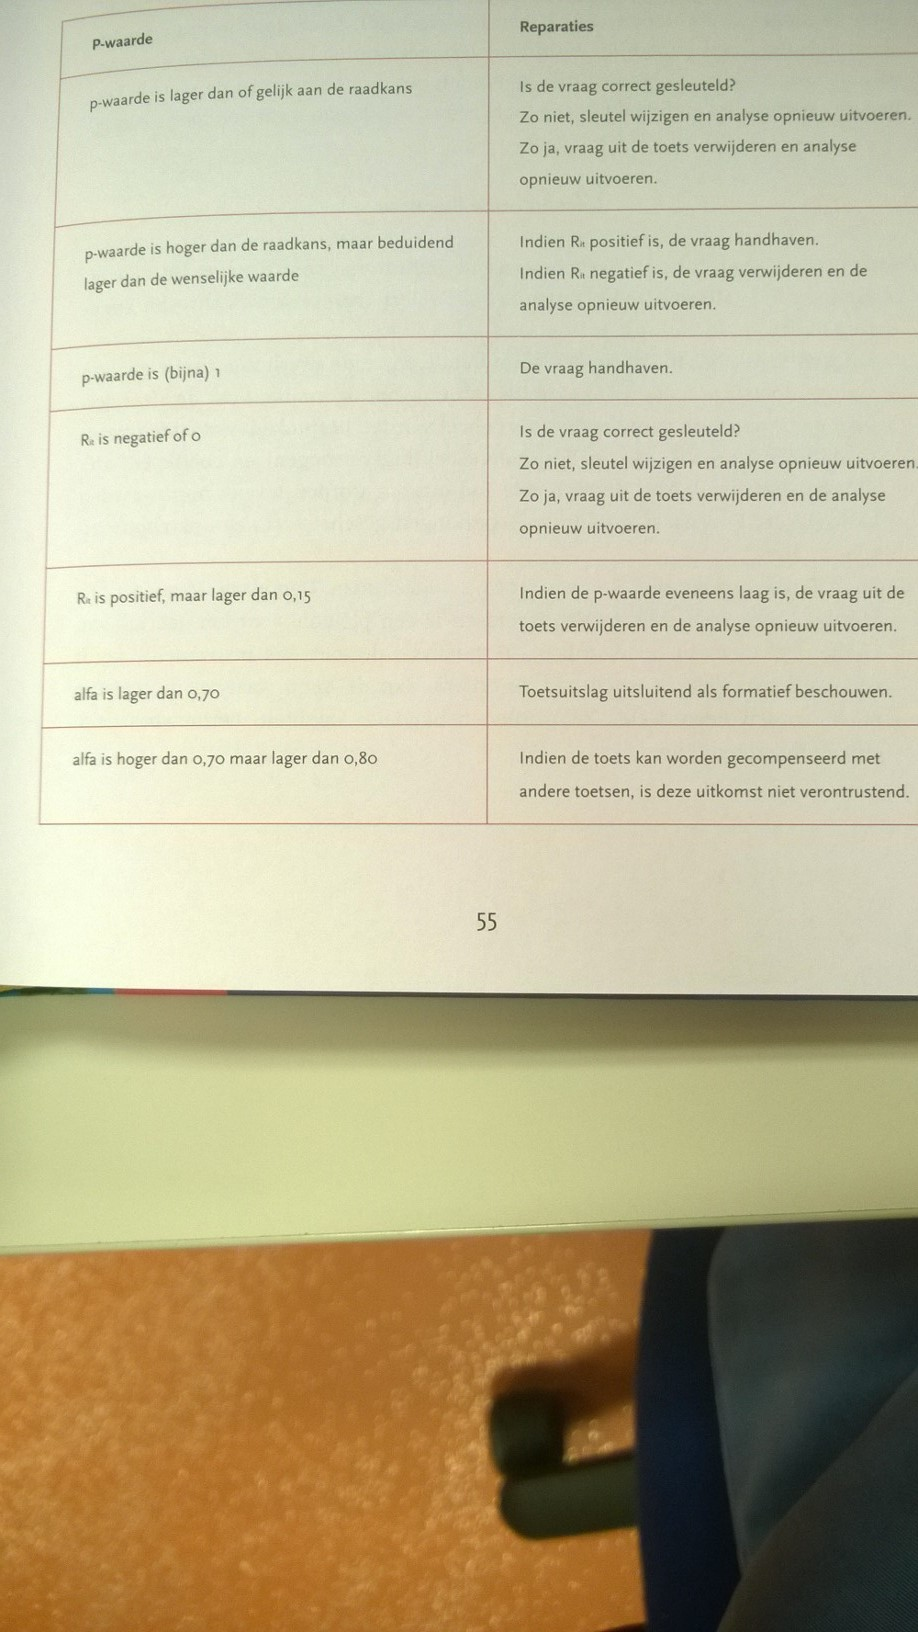 P-waarde
Reparaties
p-waarde is lager dan of gelijk aan de raadkans
Is de vraag correct gesleuteld?
Zo niet, sleutel wijzigen en analyse opnieuw uitvoeren.
Zo ja, vraag uit de toets verwijderen en analyse
opnieuw uitvoeren.
p-waarde is hoger dan de raadkans, maar beduidend
lager dan de wenselijke waarde
Indien Rit positief is, de vraag handhaven.
Indien Rit negatief is, de vraag verwijderen en de
analyse opnieuw uitvoeren.
p-waarde is (bijna) 1
De vraag handhaven.
Rit is negatief of 0
Is de vraag correct gesleuteld?
Zo niet, sleutel wijzigen en analyse opnieuw uitvoeren.
Zo ja, vraag uit de toets verwijderen en de analyse
opnieuw uitvoeren.
Rit is positief, maar lager dan 0,15
Indien de p-waarde eveneens laag is, de vraag uit de
toets verwijderen en de analyse opnieuw uitvoeren.
alfa is lager dan 0,70
Toetsuitslag uitsluitend als formatief beschouwen.
alfa is hoger dan 0,70 maar lager dan 0,80
Indien de toets kan worden gecompenseerd met
andere toetsen, is deze uitkomst niet verontrustend.
55